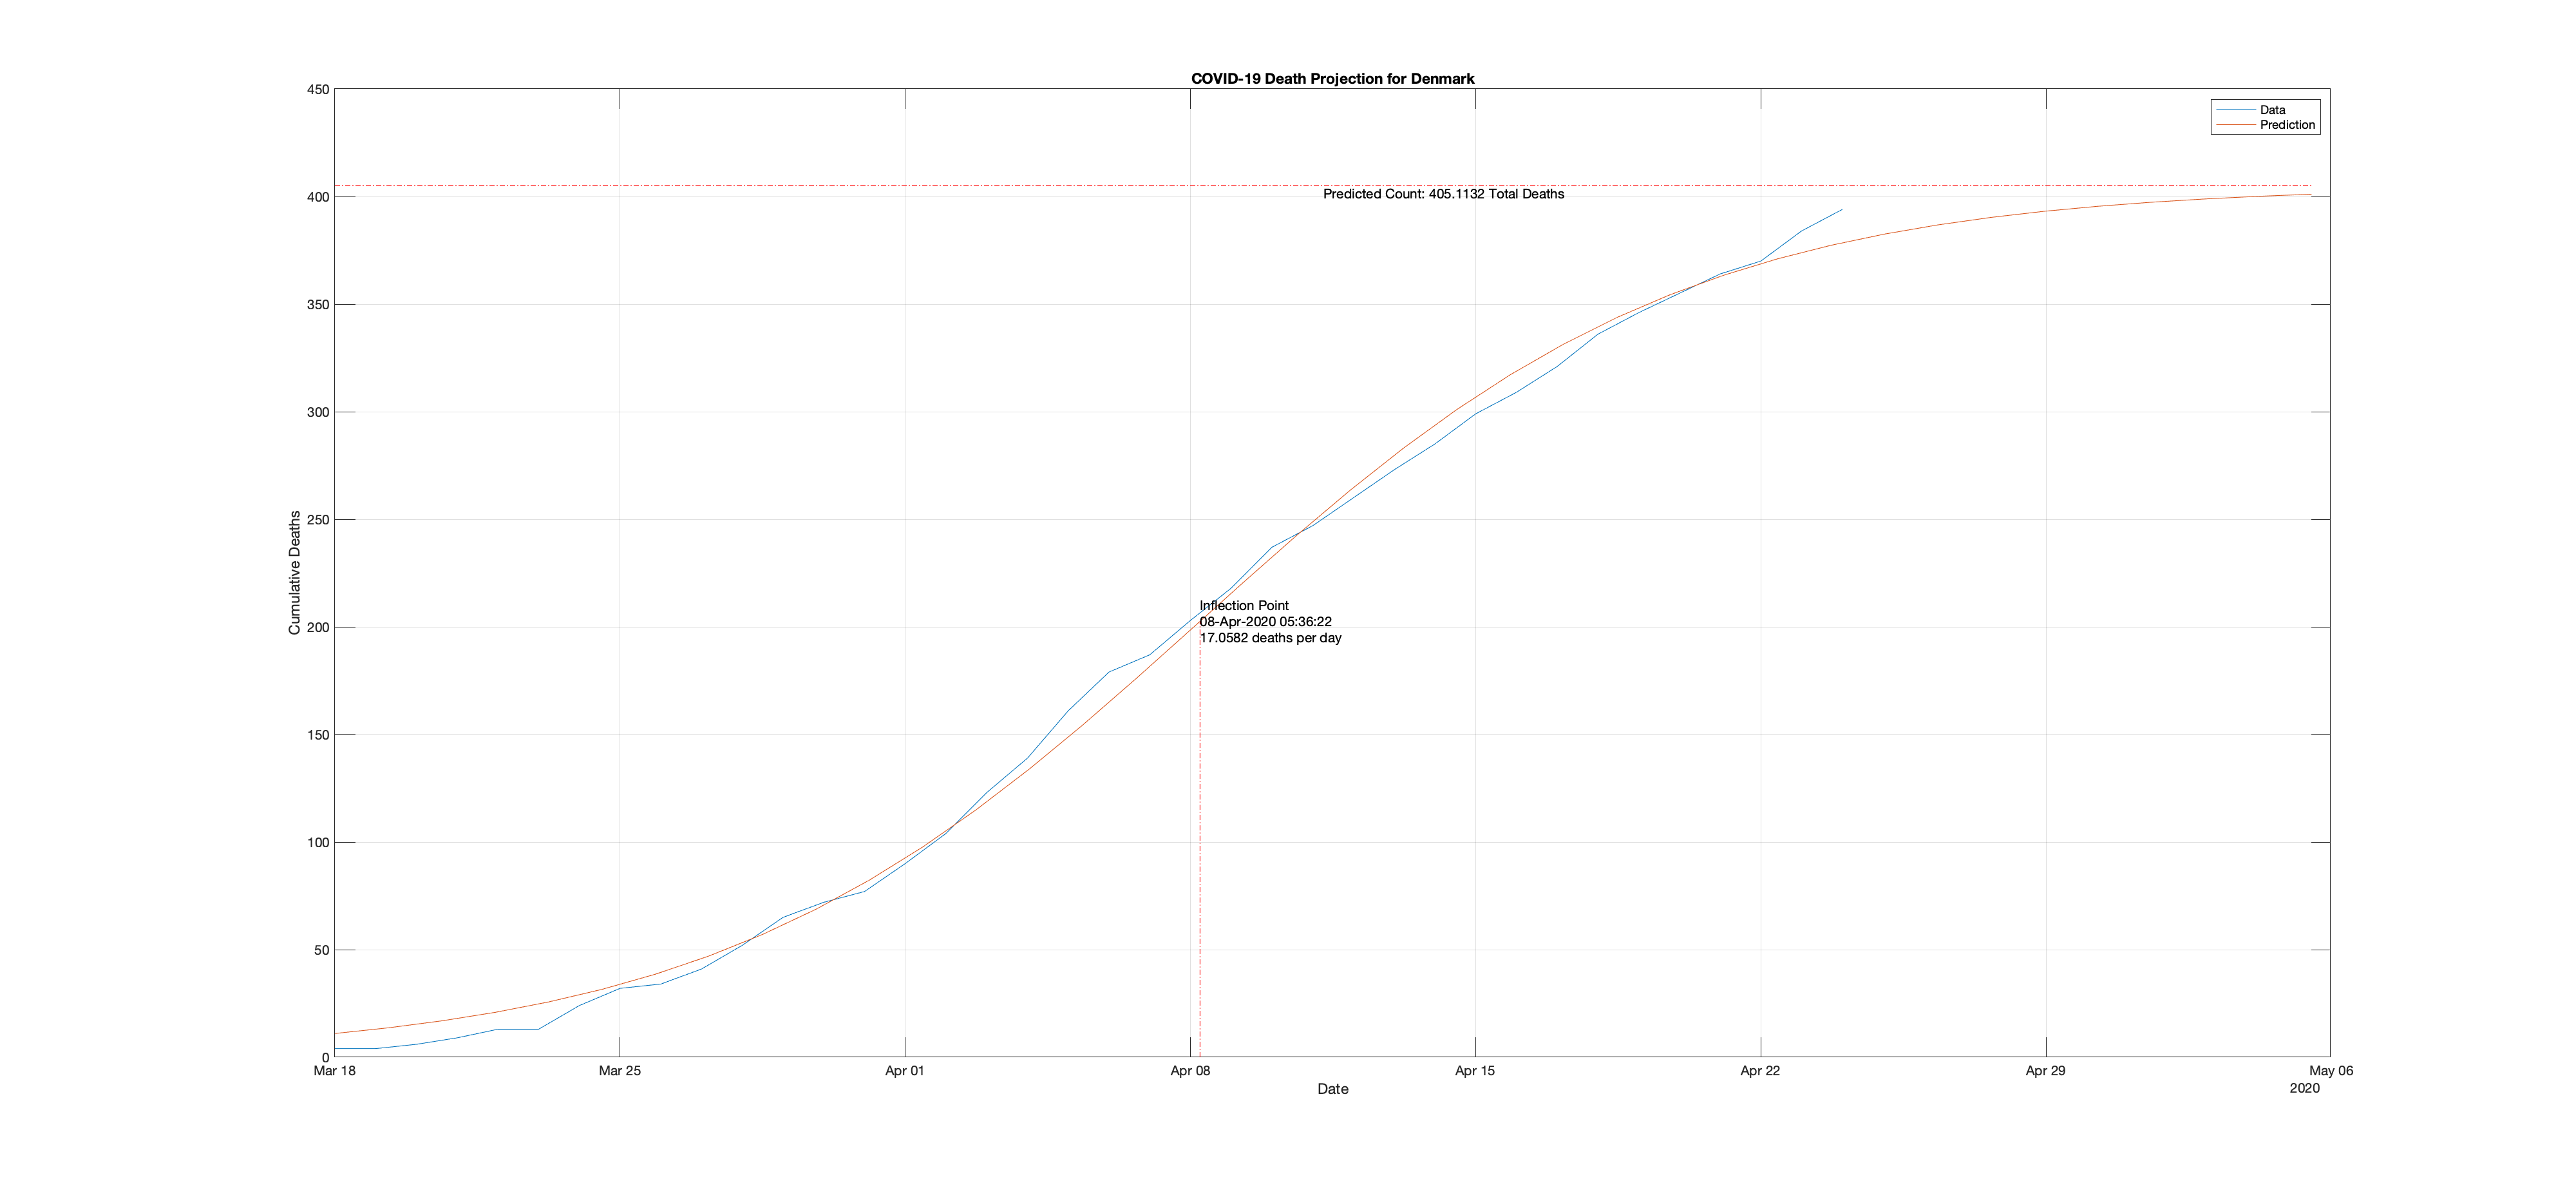 COVID-19 Death Projection for Denmark
450
400
350
300
250
200
150
100
50
0
Cumulative Deaths
Data
Prediction
Predicted Count: 405.1132 Total Deaths
Inflection Point
08-Apr-2020 05:36:22
17.0582 deaths per day
Mar 18
Mar 25
Apr 01
Apr 08
Apr 15
Apr 22
Apr 29
May 06
Date
2020